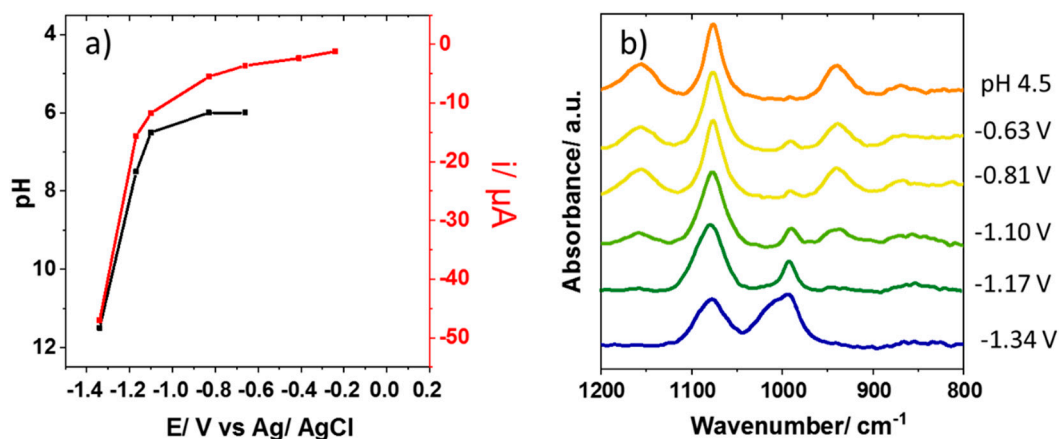 a)
4
6
8
10
12
pH
0
-10
-20
-30
-40
-50
i/ µA
-1.4 -1.2 -1.0 -0.8 -0.6 -0.4 -0.2 0.0 0.2
E/ V vs Ag/ AgCl
b)
Absorbance/ a.u.
pH 4.5
-0.63 V
-0.81 V
-1.10 V
-1.17 V
-1.34 V
1200 1100 1000 900 800
Wavenumber/ cm⁻¹